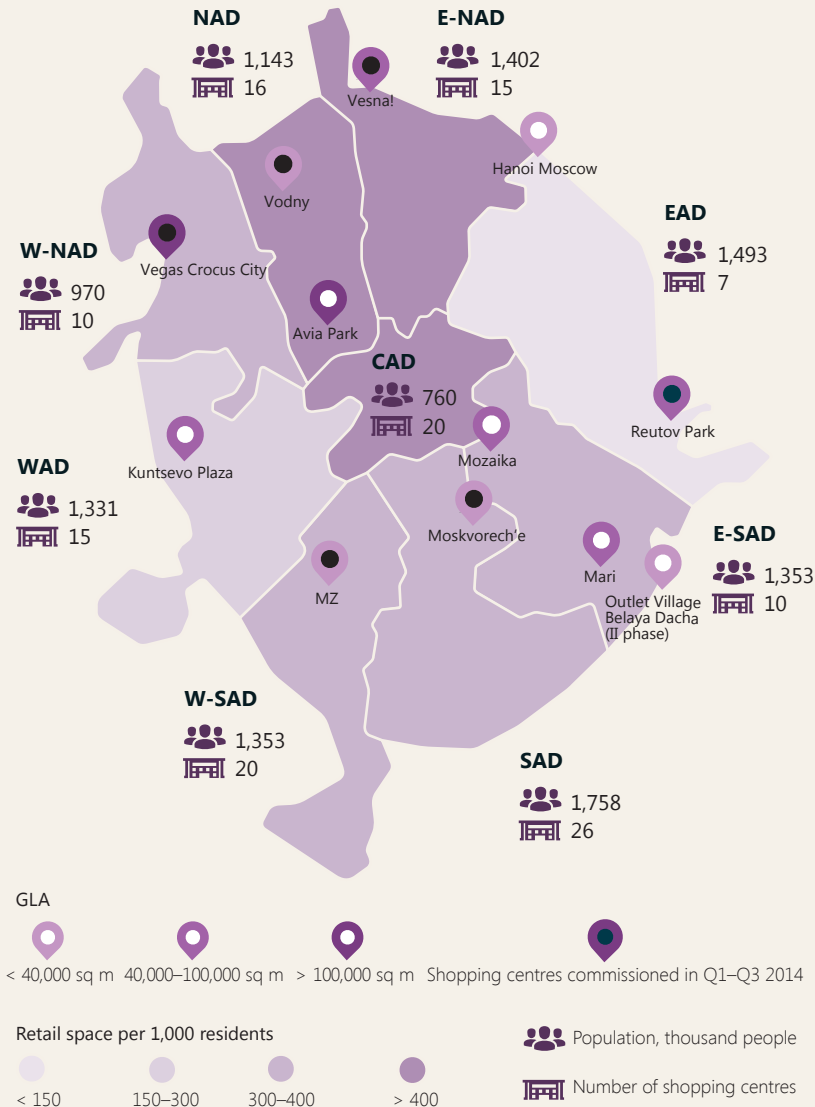 NAD
1,143
16
E-NAD
1,402
15
Vesna!
Hanoi Moscow
Vodny
EAD
1,493
7
W-NAD
970
10
Vegas Crocus City
Avia Park
CAD
760
20
Reutov Park
Mozaika
Kuntsevo Plaza
WAD
1,331
15
Moskvorech'e
E-SAD
1,353
10
Mari
MZ
Outlet Village
Belaya Dacha
(II phase)
W-SAD
1,353
20
SAD
1,758
26
GLA
< 40,000 sq m
40,000–100,000 sq m
> 100,000 sq m
Shopping centres commissioned in Q1–Q3 2014
Retail space per 1,000 residents
< 150
150–300
300–400
> 400
Population, thousand people
Number of shopping centres